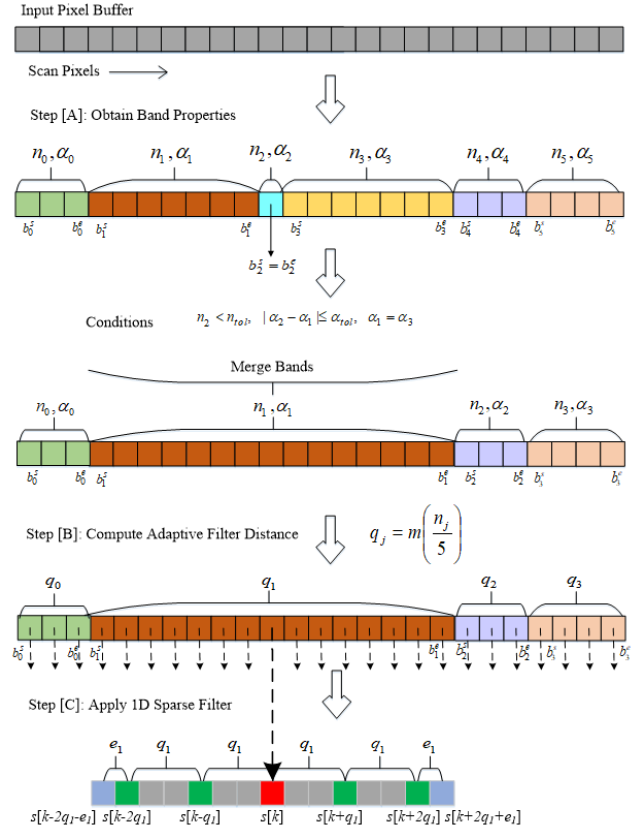 Input Pixel Buffer
Scan Pixels
Step [A]: Obtain Band Properties
n₀, α₀ n₁, α₁ n₂, α₂ n₃, α₃ n₄, α₄ n₅, α₅
b₀ˢ b₀ᵉ b₁ˢ b₁ᵉ b₃ˢ b₃ᵉ b₄ˢ b₄ᵉ b₅ˢ b₅ᵉ
b₂ˢ = b₂ᵉ
Conditions n₂ < n_tol, | α₂ − α₁ |≤ α_tol, α₁ = α₃
Merge Bands
n₀, α₀ n₁, α₁ n₂, α₂ n₃, α₃
b₀ˢ b₀ᵉ b₁ˢ b₁ᵉ b₂ˢ b₂ᵉ b₃ˢ b₃ᵉ
Step [B]: Compute Adaptive Filter Distance q_j = m(n_j/5)
q₀ q₁ q₂ q₃
b₀ˢ b₀ᵉ b₁ˢ b₁ᵉ b₂ˢ b₂ᵉ b₃ˢ b₃ᵉ
Step [C]: Apply 1D Sparse Filter
e₁ q₁ q₁ q₁ q₁ e₁
s[k-2q₁-e₁] s[k-2q₁] s[k-q₁] s[k] s[k+q₁] s[k+2q₁] s[k+2q₁+e₁]